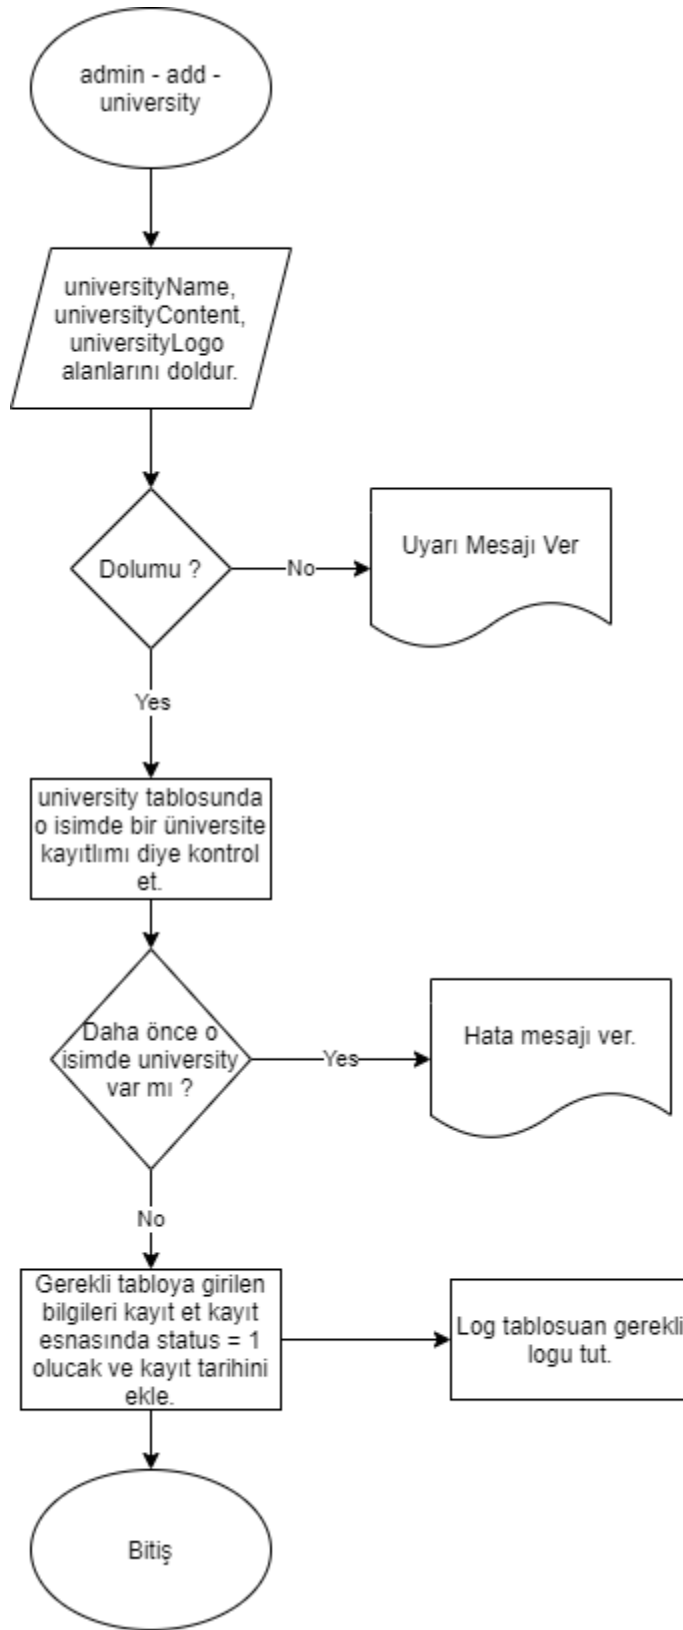 admin - add -
university
universityName,
universityContent,
universityLogo
alanlarını doldur.
Dolumu ?
No
Uyarı Mesajı Ver
Yes
university tablosunda
o isimde bir üniversite
kayıtlımı diye kontrol
et.
Daha önce o
isimde university
var mı ?
Yes
Hata mesajı ver.
No
Gerekli tabloya girilen
bilgileri kayıt et kayıt
esnasında status = 1
olucak ve kayıt tarihini
ekle.
Log tablosuan gerekli
logu tut.
Bitiş